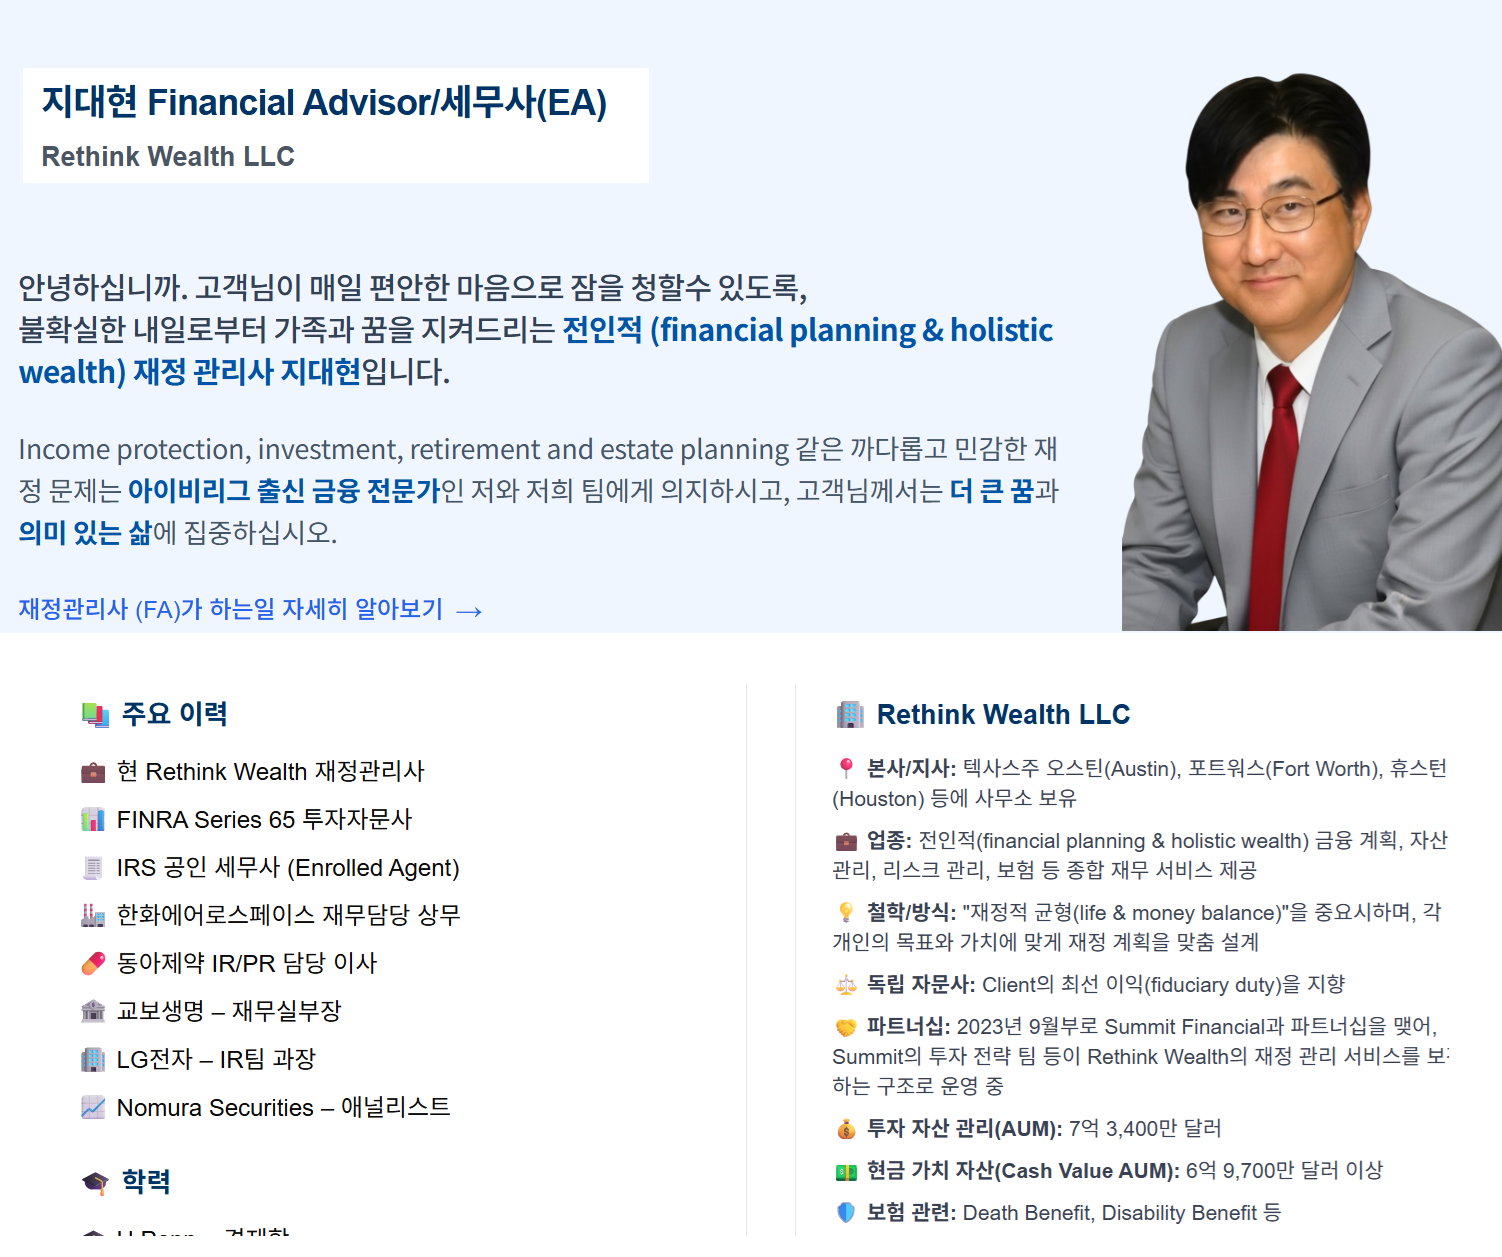 지대현 Financial Advisor/세무사(EA)
Rethink Wealth LLC
안녕하십니까. 고객님이 매일 편안한 마음으로 잠을 청할수 있도록,
불확실한 내일로부터 가족과 꿈을 지켜드리는 전인적 (financial planning & holistic
wealth) 재정 관리사 지대현입니다.
Income protection, investment, retirement and estate planning 같은 까다롭고 민감한 재
정 문제는 아이비리그 출신 금융 전문가인 저와 저희 팀에게 의지하시고, 고객님께서는 더 큰 꿈과
의미 있는 삶에 집중하십시오.
재정관리사 (FA)가 하는일 자세히 알아보기 →
주요 이력
현 Rethink Wealth 재정관리사
FINRA Series 65 투자자문사
IRS 공인 세무사 (Enrolled Agent)
한화에어로스페이스 재무담당 상무
동아제약 IR/PR 담당 이사
교보생명 – 재무실부장
LG전자 – IR팀 과장
Nomura Securities – 애널리스트
학력
Rethink Wealth LLC
본사/지사: 텍사스주 오스틴(Austin), 포트워스(Fort Worth), 휴스턴
(Houston) 등에 사무소 보유
업종: 전인적(financial planning & holistic wealth) 금융 계획, 자산
관리, 리스크 관리, 보험 등 종합 재무 서비스 제공
철학/방식: "재정적 균형(life & money balance)"을 중요시하며, 각
개인의 목표와 가치에 맞게 재정 계획을 맞춤 설계
독립 자문사: Client의 최선 이익(fiduciary duty)을 지향
파트너십: 2023년 9월부로 Summit Financial과 파트너십을 맺어,
Summit의 투자 전략 팀 등이 Rethink Wealth의 재정 관리 서비스를
하는 구조로 운영 중
투자 자산 관리(AUM): 7억 3,400만 달러
현금 가치 자산(Cash Value AUM): 6억 9,700만 달러 이상
보험 관련: Death Benefit, Disability Benefit 등